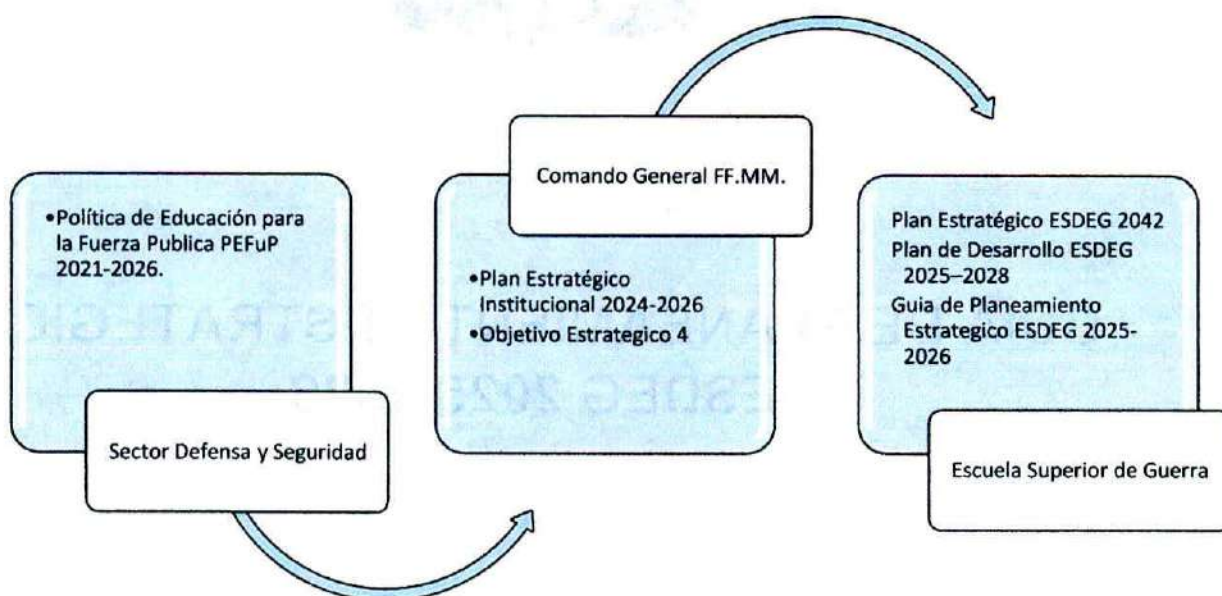 •Política de Educación para
la Fuerza Publica PEFuP
2021-2026.
Sector Defensa y Seguridad
Comando General FF.MM.
•Plan Estratégico
Institucional 2024-2026
•Objetivo Estrategico 4
Plan Estratégico ESDEG 2042
Plan de Desarrollo ESDEG
2025–2028
Guia de Planeamiento
Estrategico ESDEG 2025-
2026
Escuela Superior de Guerra